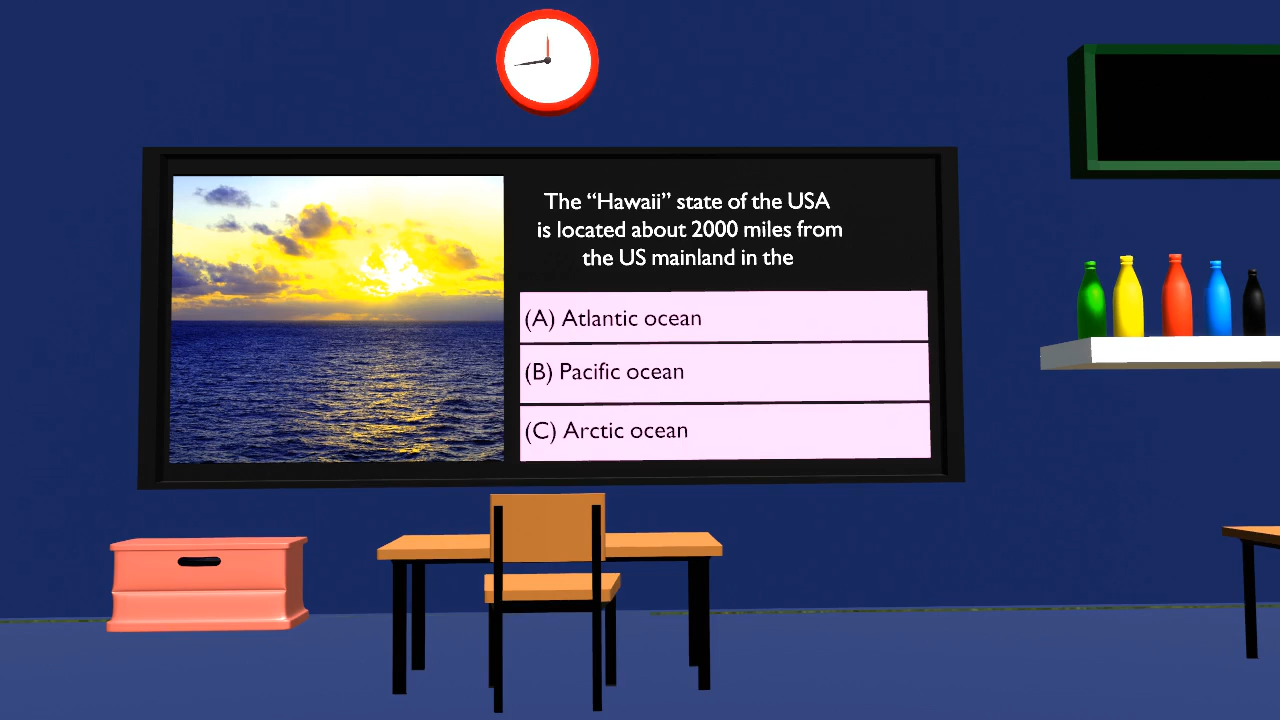 The “Hawaii” state of the USA
is located about 2000 miles from
the US mainland in the
(A) Atlantic ocean
(B) Pacific ocean
(C) Arctic ocean